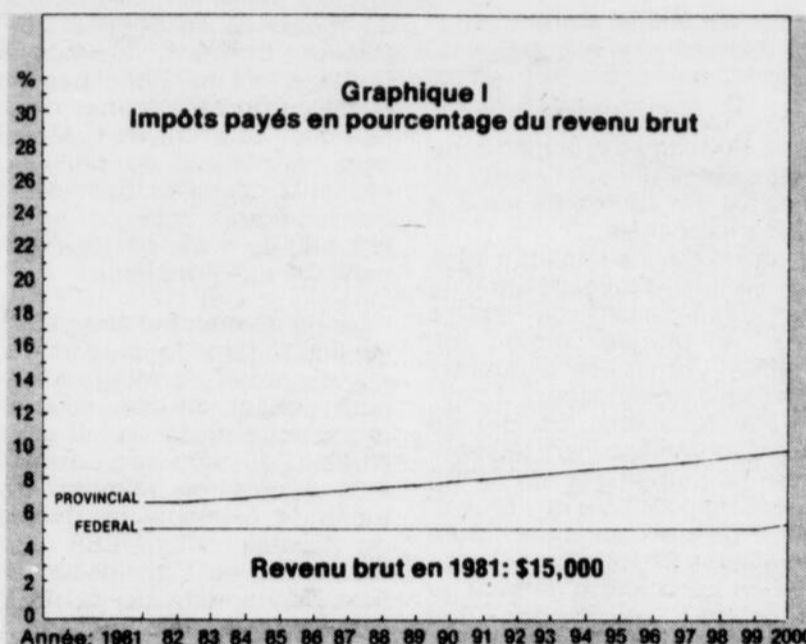 %
Graphique I
Impôts payés en pourcentage du revenu brut
30
28
26
24
22
20
18
16
14
12
10
8
PROVINCIAL
6
FEDERAL
4
Revenu brut en 1981: $15,000
2
0
Année: 1981 82 83 84 85 86 87 88 89 90 91 92 93 94 95 96 97 98 99 2000